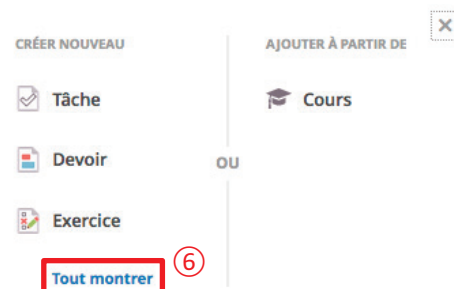 CRÉER NOUVEAU
Tâche
Devoir
Exercice
Tout montrer
⑥
OU
AJOUTER À PARTIR DE
Cours